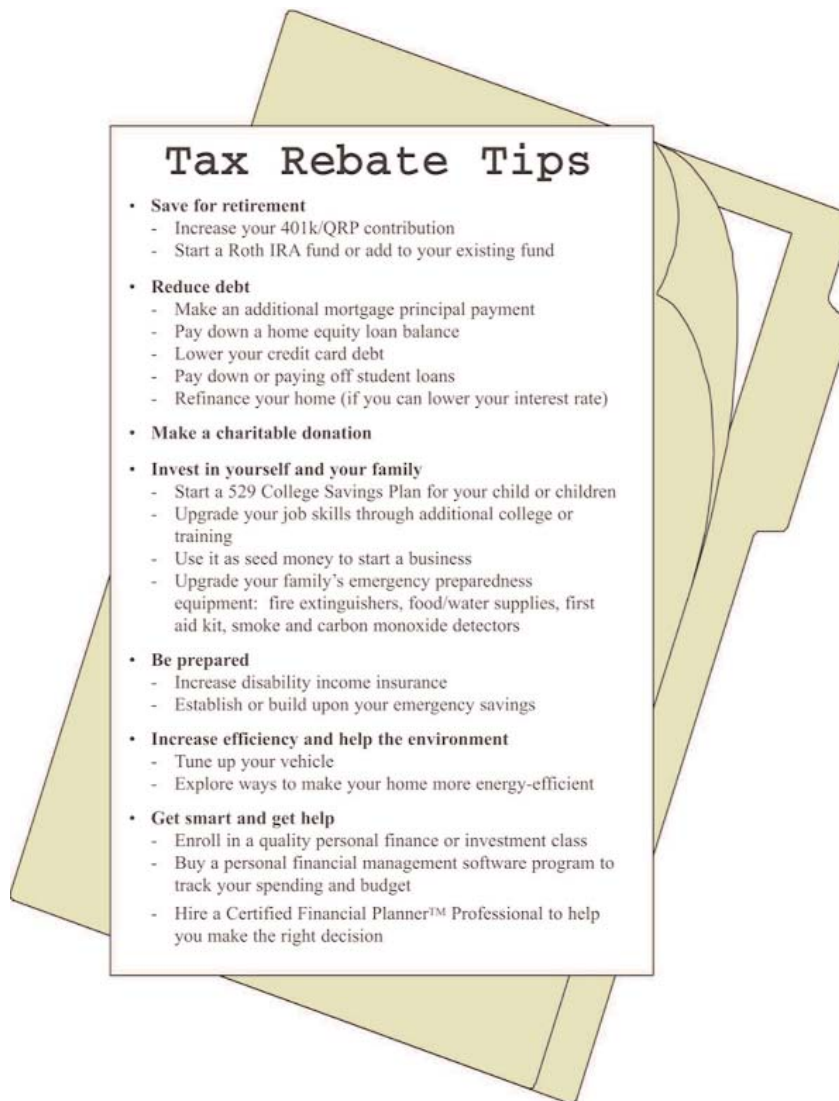 Tax Rebate Tips
• Save for retirement
- Increase your 401k/QRP contribution
- Start a Roth IRA fund or add to your existing fund
• Reduce debt
- Make an additional mortgage principal payment
- Pay down a home equity loan balance
- Lower your credit card debt
- Pay down or paying off student loans
- Refinance your home (if you can lower your interest rate)
• Make a charitable donation
• Invest in yourself and your family
- Start a 529 College Savings Plan for your child or children
- Upgrade your job skills through additional college or
training
- Use it as seed money to start a business
- Upgrade your family’s emergency preparedness
equipment:  fire extinguishers, food/water supplies, first
aid kit, smoke and carbon monoxide detectors
• Be prepared
- Increase disability income insurance
- Establish or build upon your emergency savings
• Increase efficiency and help the environment
- Tune up your vehicle
- Explore ways to make your home more energy-efficient
• Get smart and get help
- Enroll in a quality personal finance or investment class
- Buy a personal financial management software program to
track your spending and budget
- Hire a Certified Financial Planner™ Professional to help
you make the right decision